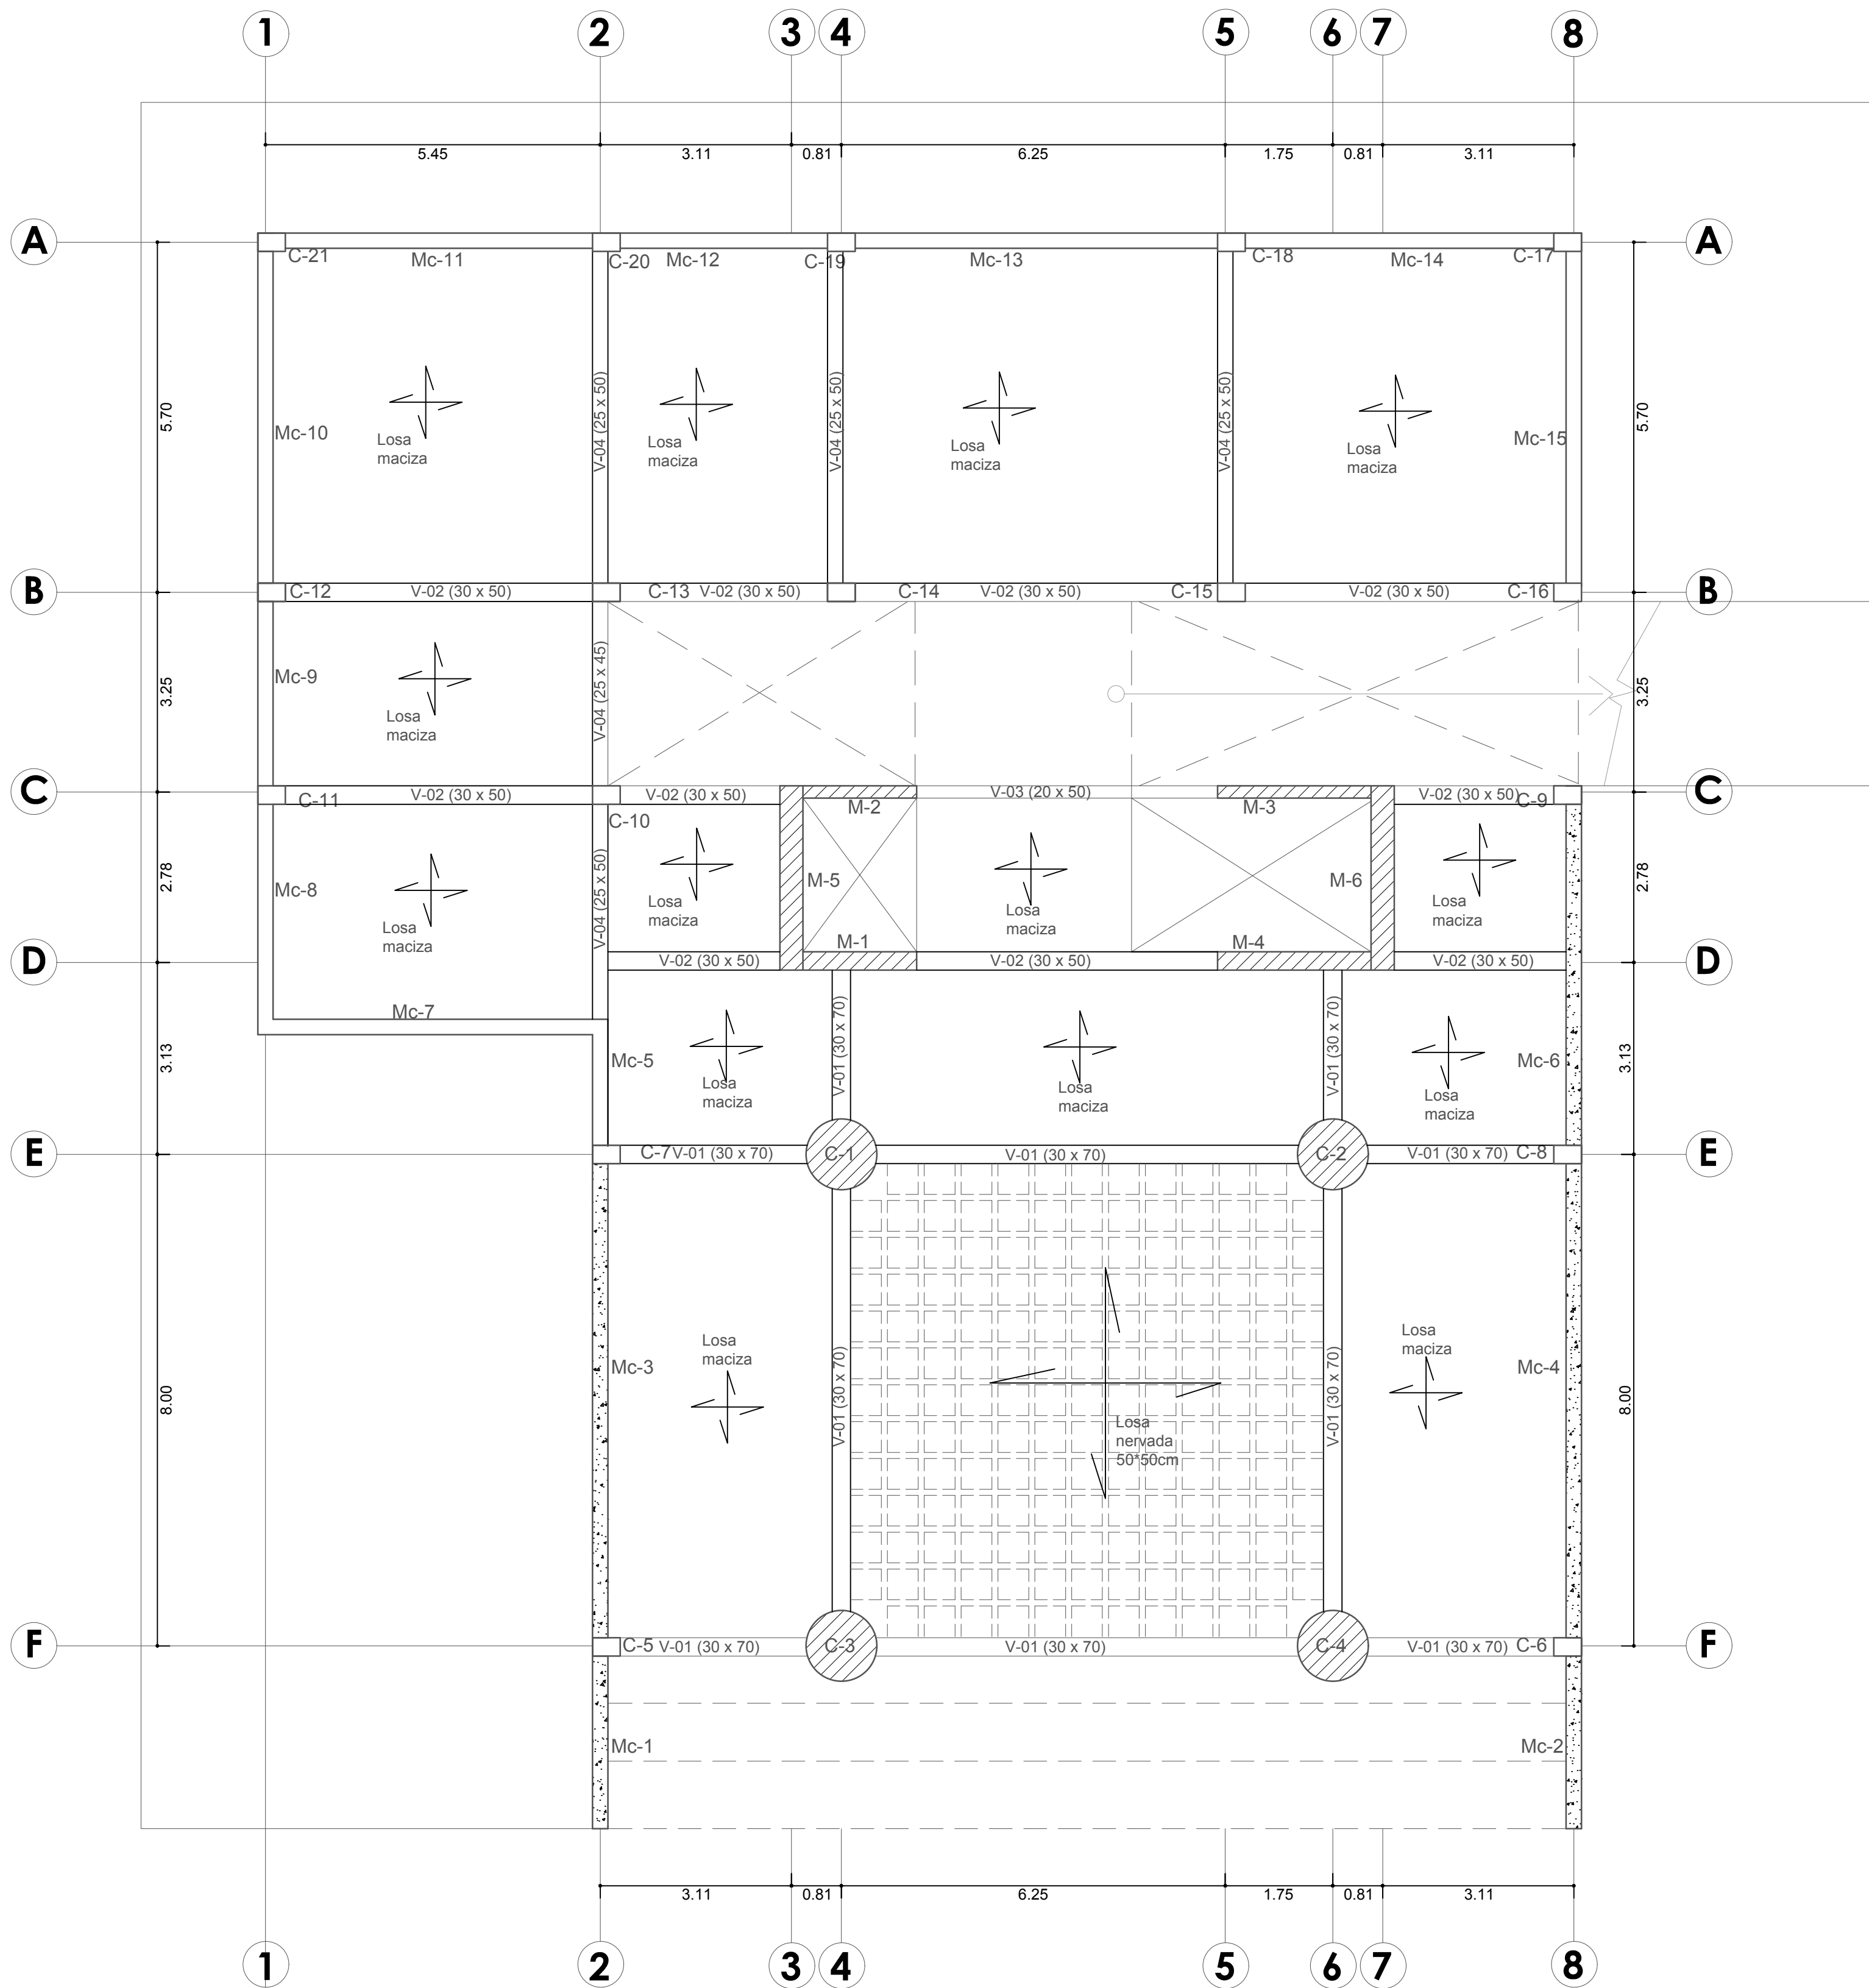 1 2 3 4 5 6 7 8
5.45 3.11 0.81 6.25 1.75 0.81 3.11
A A
C-21 Mc-11 C-20 Mc-12 C-19 Mc-13 C-18 Mc-14 C-17
5.70 Mc-10 V-04 (25 x 50) V-04 (25 x 50) V-04 (25 x 50) Mc-15 5.70
Losa
maciza
Losa
maciza
Losa
maciza
Losa
maciza
B C-12 V-02 (30 x 50) C-13 V-02 (30 x 50) C-14 V-02 (30 x 50) C-15 V-02 (30 x 50) C-16 B
3.25 Mc-9 V-04 (25 x 45) 3.25
Losa
maciza
C C-11 V-02 (30 x 50) V-02 (30 x 50) V-03 (20 x 50) V-02 (30 x 50) C-9 C
M-2 M-3
C-10
2.78 Mc-8 V-04 (25 x 50) M-5 M-6 2.78
Losa
maciza
Losa
maciza
Losa
maciza
Losa
maciza
M-1 M-4
D V-02 (30 x 50) V-02 (30 x 50) V-02 (30 x 50) D
Mc-7
3.13 Mc-5 V-01 (30 x 70) V-01 (30 x 70) Mc-6 3.13
Losa
maciza
Losa
maciza
Losa
maciza
E C-7 V-01 (30 x 70) C-1 V-01 (30 x 70) C-2 V-01 (30 x 70) C-8 E
Losa
maciza
Losa
maciza
8.00 Mc-3 V-01 (30 x 70) V-01 (30 x 70) Mc-4 8.00
Losa
nervada
50*50cm
F C-5 V-01 (30 x 70) C-3 V-01 (30 x 70) C-4 V-01 (30 x 70) C-6 F
Mc-1 Mc-2
3.11 0.81 6.25 1.75 0.81 3.11
1 2 3 4 5 6 7 8